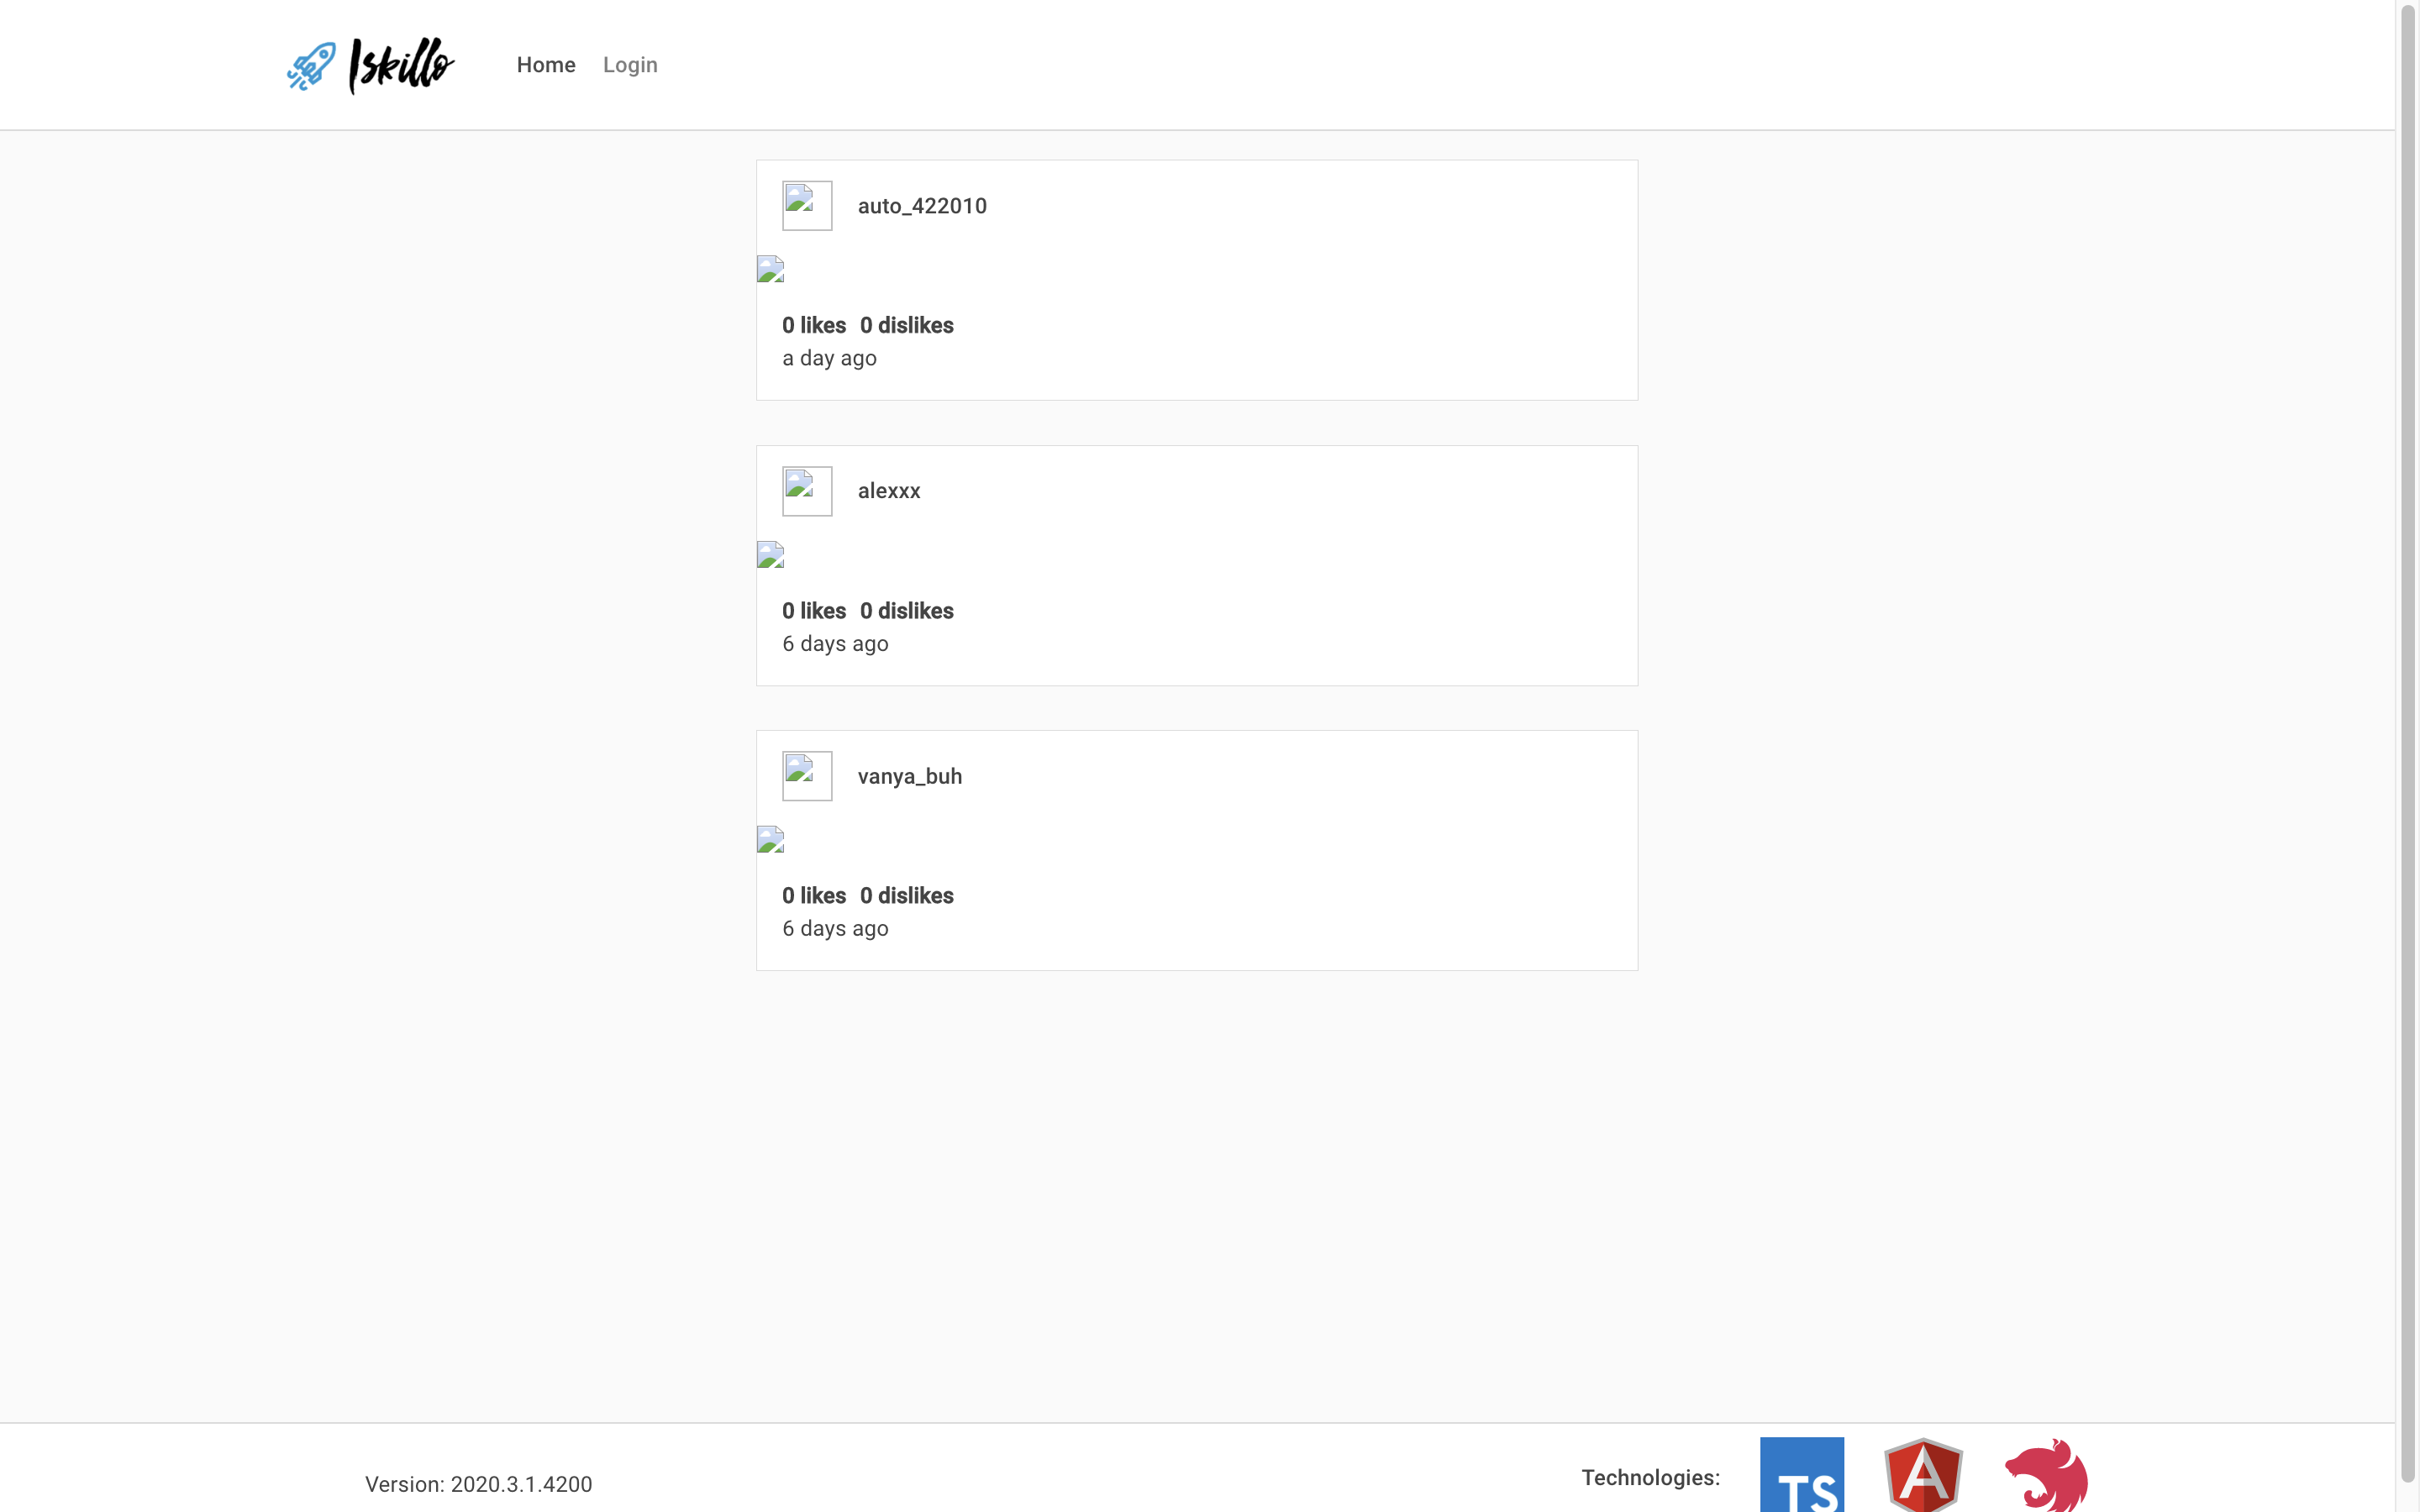 Iskillo
Home
Login
auto_422010
0 likes 0 dislikes
a day ago
alexxx
0 likes 0 dislikes
6 days ago
vanya_buh
0 likes 0 dislikes
6 days ago
Version: 2020.3.1.4200
Technologies:
TS
A